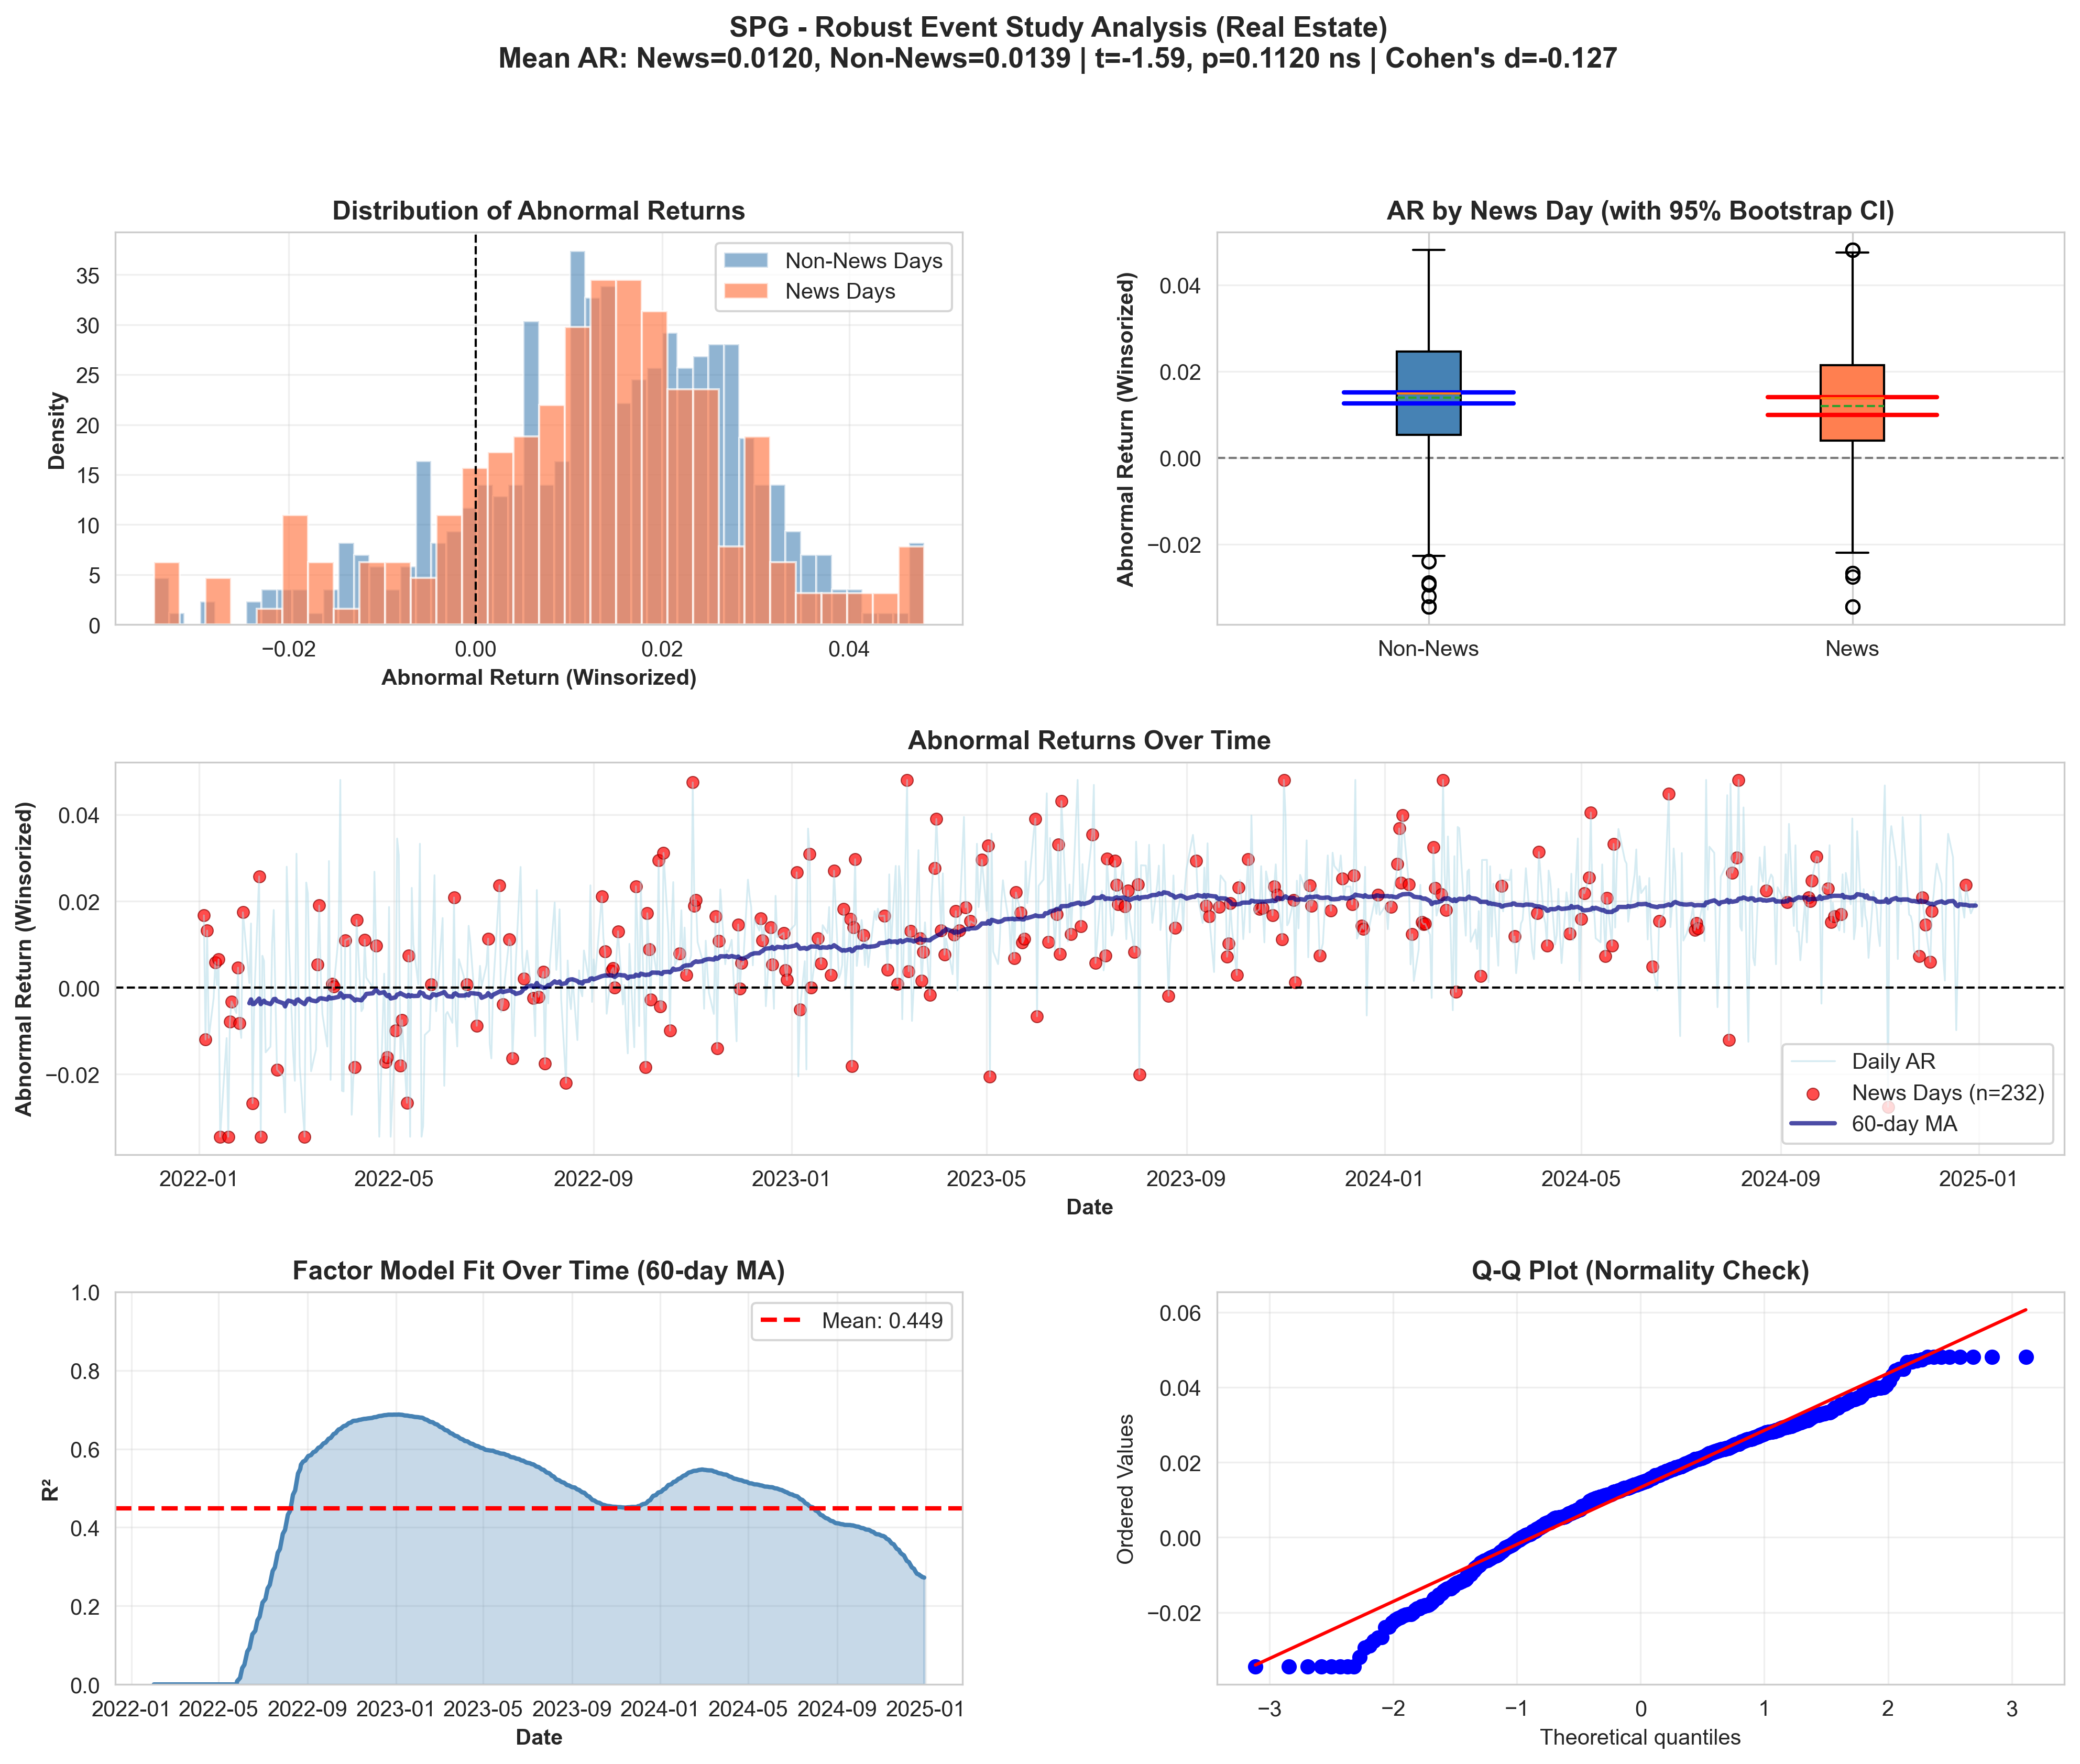 SPG - Robust Event Study Analysis (Real Estate)
Mean AR: News=0.0120, Non-News=0.0139 | t=-1.59, p=0.1120 ns | Cohen's d=-0.127
Distribution of Abnormal Returns
Density
35
30
25
20
15
10
5
0
Non-News Days
News Days
−0.02
0.00
0.02
0.04
Abnormal Return (Winsorized)
AR by News Day (with 95% Bootstrap CI)
Abnormal Return (Winsorized)
0.04
0.02
0.00
−0.02
Non-News
News
Abnormal Returns Over Time
Abnormal Return (Winsorized)
0.04
0.02
0.00
−0.02
Daily AR
News Days (n=232)
60-day MA
2022-01
2022-05
2022-09
2023-01
2023-05
2023-09
2024-01
2024-05
2024-09
2025-01
Date
Factor Model Fit Over Time (60-day MA)
R²
1.0
0.8
0.6
0.4
0.2
0.0
Mean: 0.449
2022-01
2022-05
2022-09
2023-01
2023-05
2023-09
2024-01
2024-05
2024-09
2025-01
Date
Q-Q Plot (Normality Check)
Ordered Values
0.06
0.04
0.02
0.00
−0.02
−3
−2
−1
0
1
2
3
Theoretical quantiles